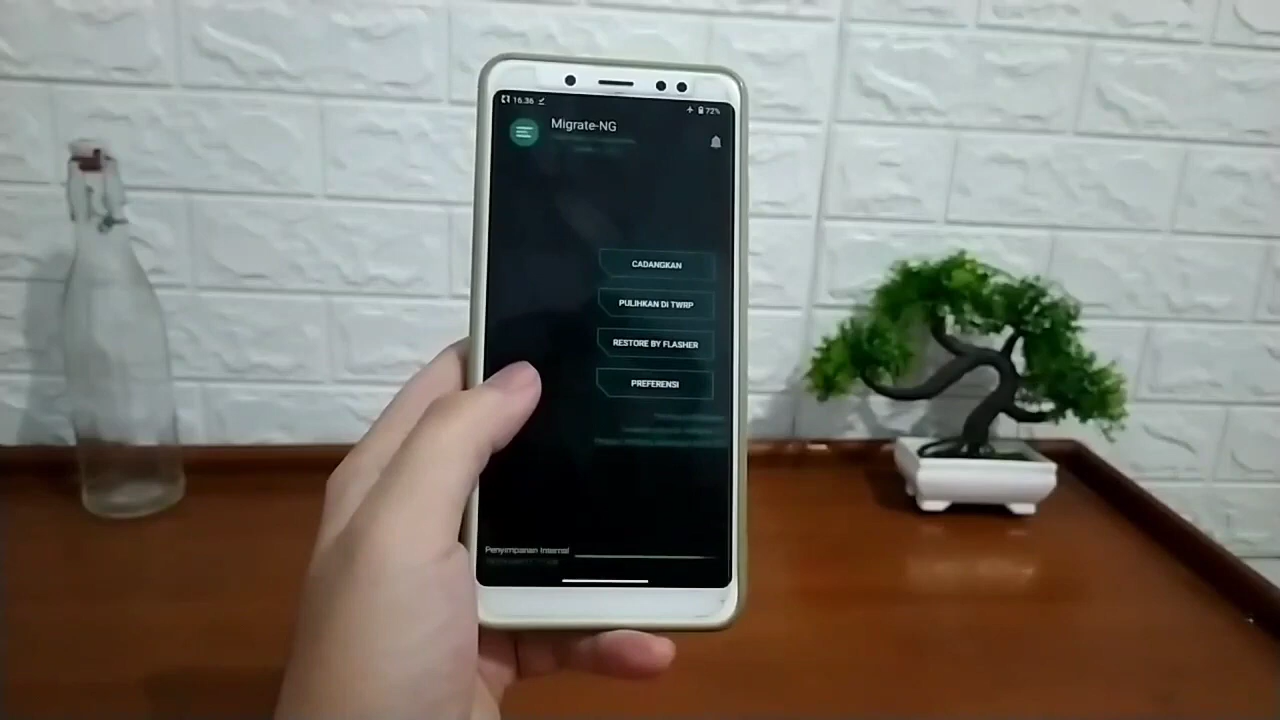 16.36
72%
Migrate-NG
CADANGKAN
PULIHKAN DI TWRP
RESTORE BY FLASHER
PREFERENSI
Penyimpanan Internal